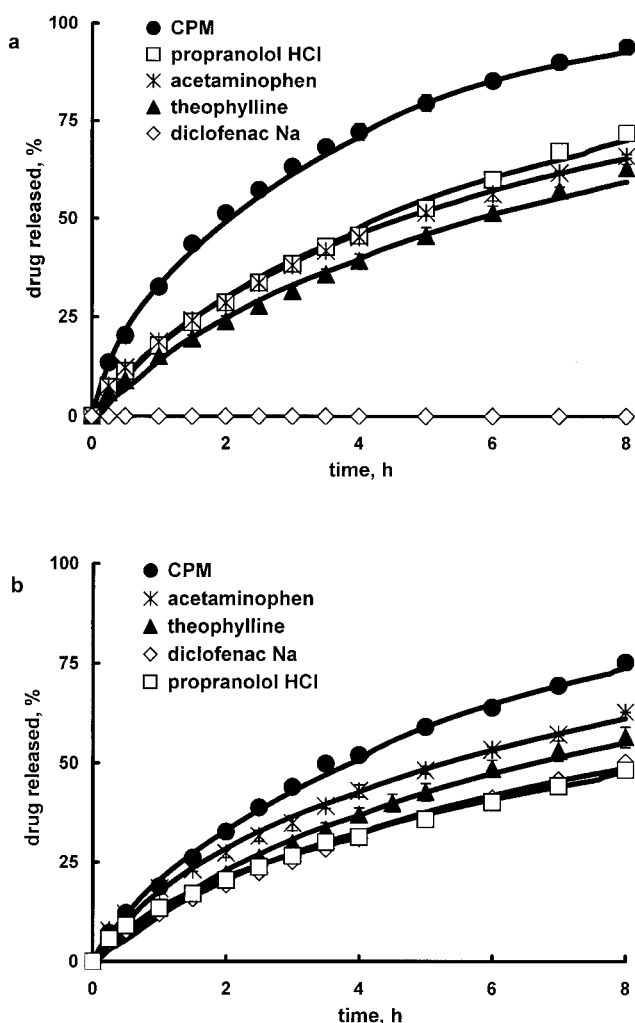 a
drug released, %
100
75
50
25
0
CPM
propranolol HCl
acetaminophen
theophylline
diclofenac Na
0 2 4 6 8
time, h
b
drug released, %
100
75
50
25
0
CPM
acetaminophen
theophylline
diclofenac Na
propranolol HCl
0 2 4 6 8
time, h